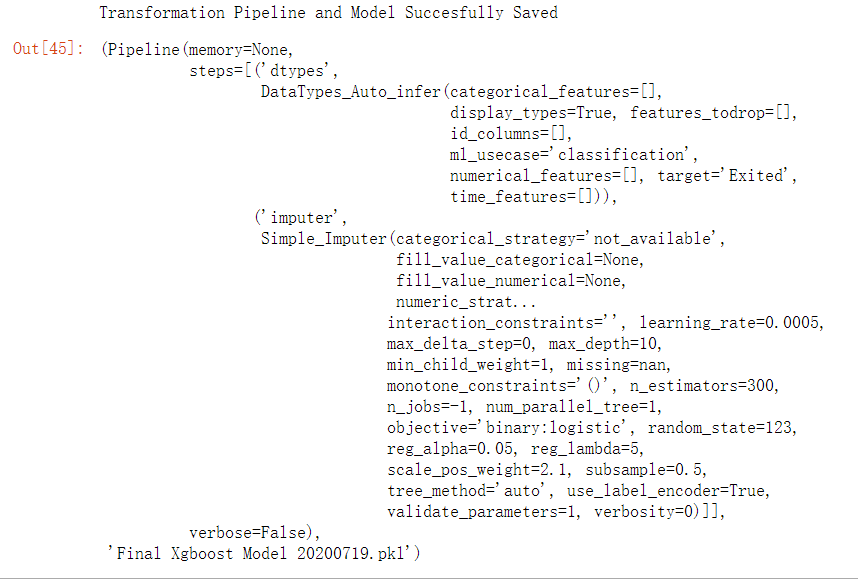 Transformation Pipeline and Model Succesfully Saved
Out[45]: (Pipeline(memory=None,
steps=[('dtypes',
DataTypes_Auto_infer(categorical_features=[],
display_types=True, features_todrop=[],
id_columns=[],
ml_usecase='classification',
numerical_features=[], target='Exited',
time_features=[])),
('imputer',
Simple_Imputer(categorical_strategy='not_available',
fill_value_categorical=None,
fill_value_numerical=None,
numeric_strat...
interaction_constraints='', learning_rate=0.0005,
max_delta_step=0, max_depth=10,
min_child_weight=1, missing=nan,
monotone_constraints='()', n_estimators=300,
n_jobs=-1, num_parallel_tree=1,
objective='binary:logistic', random_state=123,
reg_alpha=0.05, reg_lambda=5,
scale_pos_weight=2.1, subsample=0.5,
tree_method='auto', use_label_encoder=True,
validate_parameters=1, verbosity=0)]],
verbose=False),
'Final Xgboost Model 20200719.pkl')